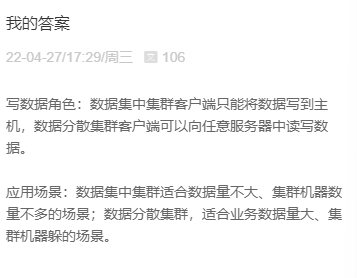 我的答案
22-04-27/17:29/周三 106
写数据角色：数据集中集群客户端只能将数据写到主
机，数据分散集群客户端可以向任意服务器中读写数
据。
应用场景：数据集中集群适合数据量不大、集群机器数
量不多的场景；数据分散集群，适合业务数据量大、集
群机器躲的场景。